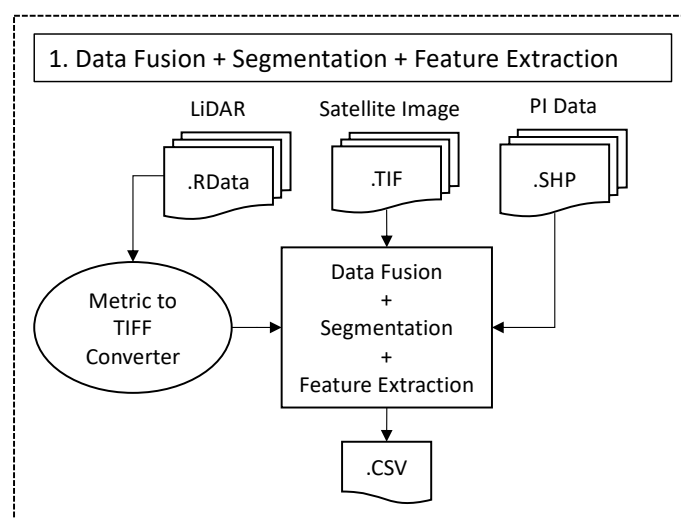 1. Data Fusion + Segmentation + Feature Extraction
LiDAR
Satellite Image
PI Data
.RData
.TIF
.SHP
Metric to
TIFF
Converter
Data Fusion
+
Segmentation
+
Feature Extraction
.CSV